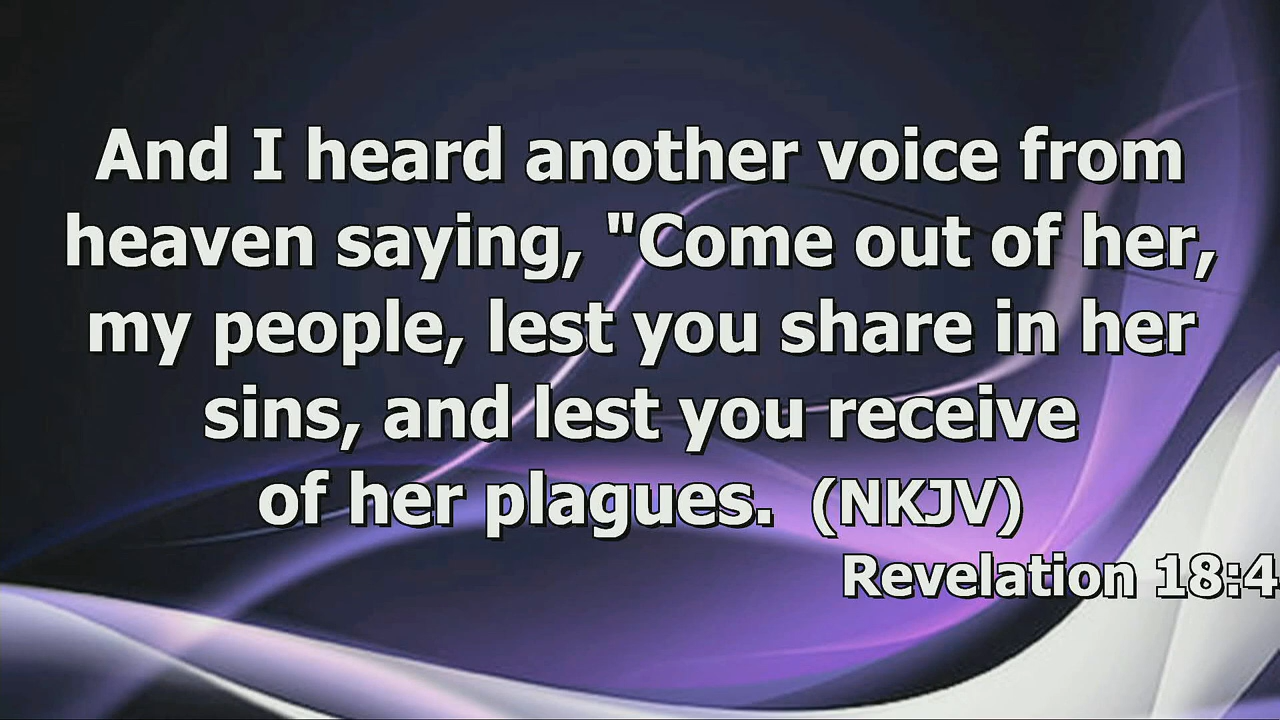 And I heard another voice from
heaven saying, "Come out of her,
my people, lest you share in her
sins, and lest you receive
of her plagues. (NKJV)
Revelation 18:4